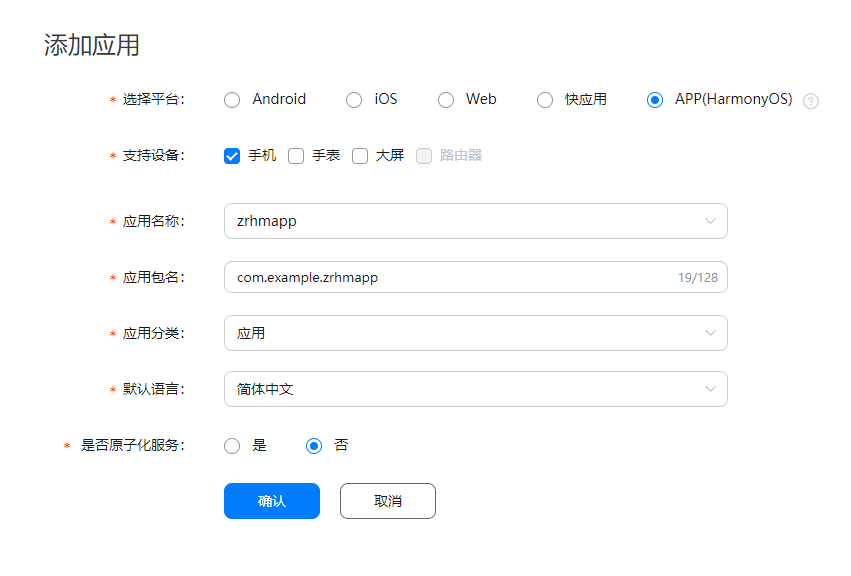 添加应用
* 选择平台： Android iOS Web 快应用 APP(HarmonyOS) ?
* 支持设备： 手机 手表 大屏 路由器
* 应用名称： zrhmapp
* 应用包名： com.example.zrhmapp 19/128
* 应用分类： 应用
* 默认语言： 简体中文
* 是否原子化服务： 是 否
确认 取消